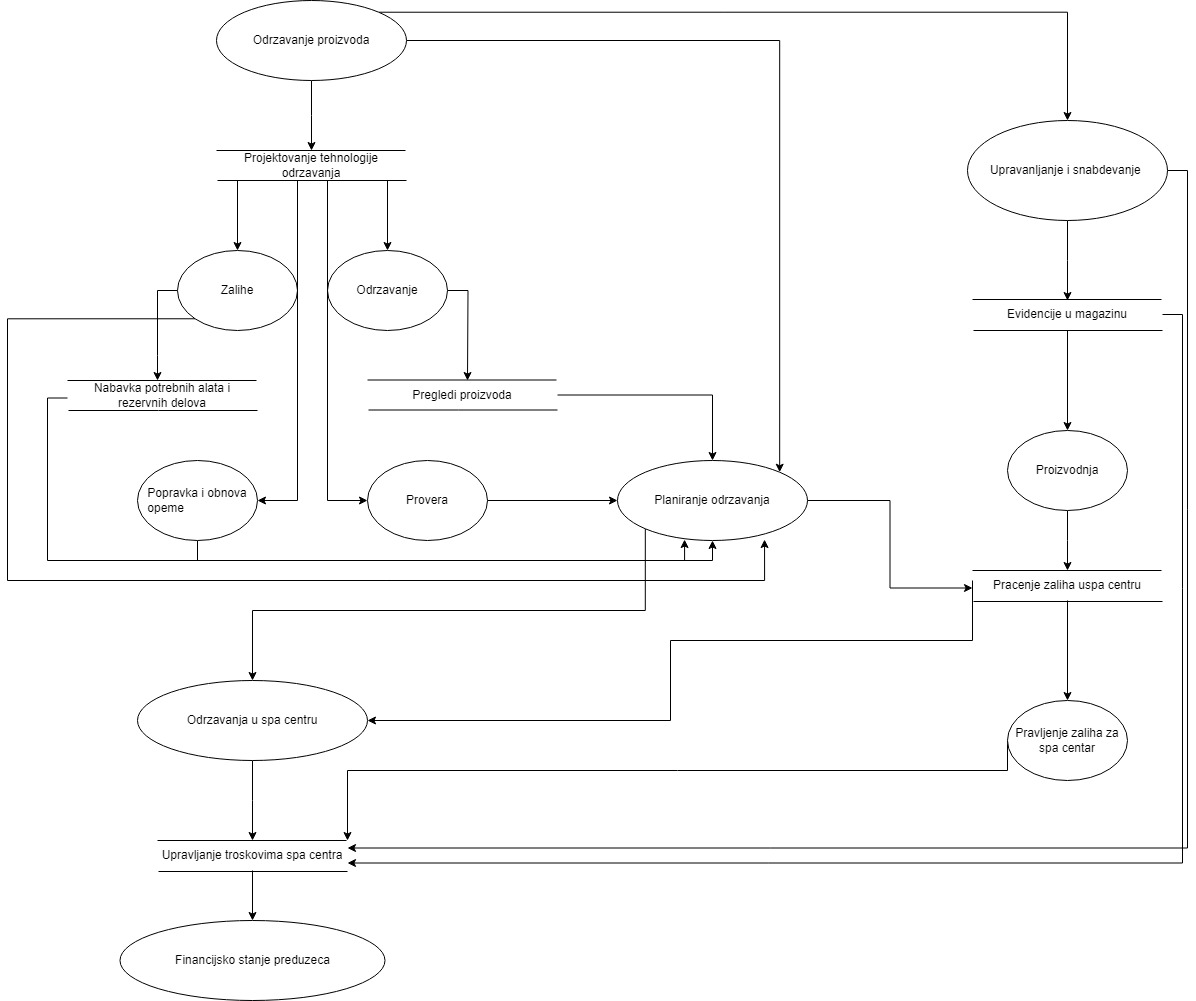 Odrzavanje proizvoda
Projektovanje tehnologije
odrzavanja
Upravanljanje i snabdevanje
Zalihe
Odrzavanje
Evidencije u magazinu
Nabavka potrebnih alata i
rezervnih delova
Pregledi proizvoda
Proizvodnja
Popravka i obnova
opeme
Provera
Planiranje odrzavanja
Pracenje zaliha uspa centru
Odrzavanja u spa centru
Pravljenje zaliha za
spa centar
Upravljanje troskovima spa centra
Financijsko stanje preduzeca